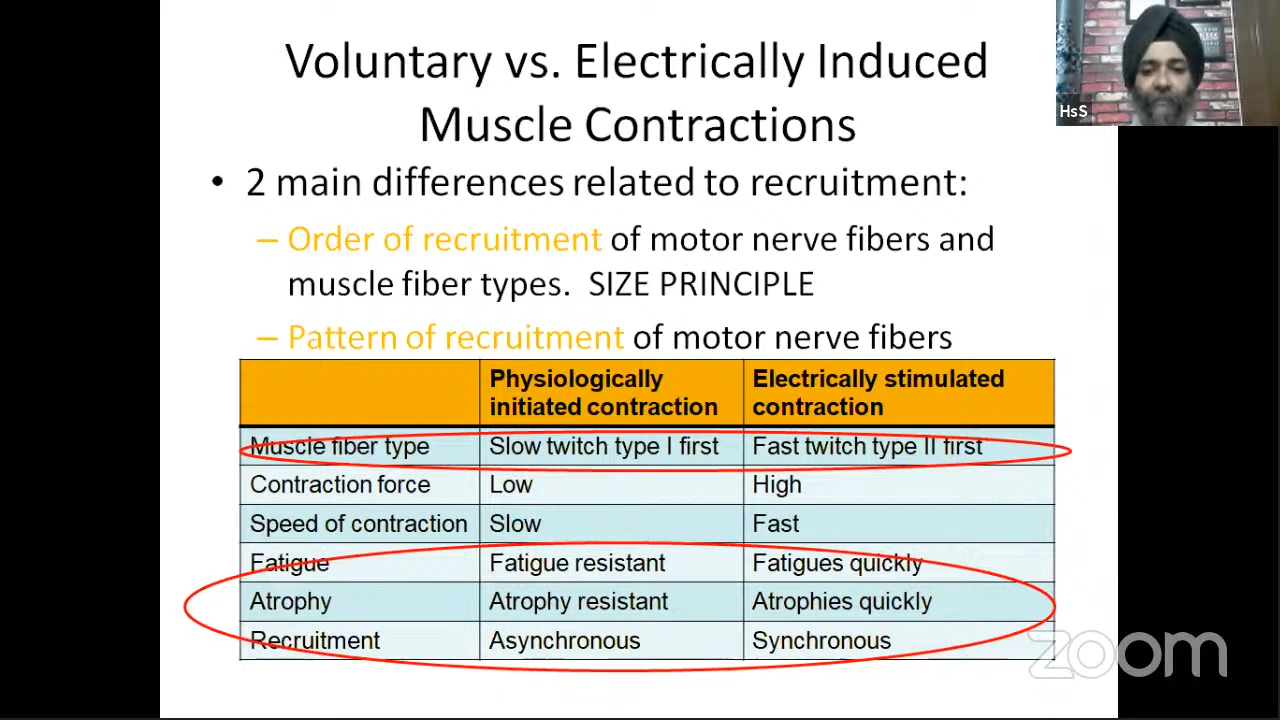 Voluntary vs. Electrically Induced
Muscle Contractions
HsS
• 2 main differences related to recruitment:
– Order of recruitment of motor nerve fibers and
muscle fiber types. SIZE PRINCIPLE
– Pattern of recruitment of motor nerve fibers
Physiologically initiated contraction
Electrically stimulated contraction
Muscle fiber type Slow twitch type I first Fast twitch type II first
Contraction force Low High
Speed of contraction Slow Fast
Fatigue Fatigue resistant Fatigues quickly
Atrophy Atrophy resistant Atrophies quickly
Recruitment Asynchronous Synchronous
zoom